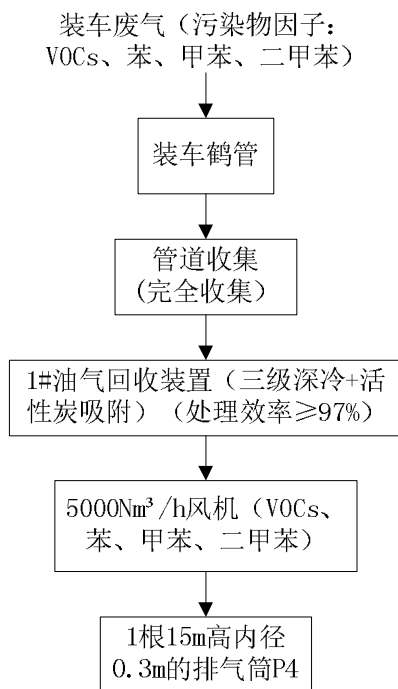 装车废气（污染物因子：
VOCs、苯、甲苯、二甲苯）
装车鹤管
管道收集
(完全收集）
1#油气回收装置（三级深冷+活
性炭吸附）（处理效率≥97%）
5000Nm³/h风机（VOCs、
苯、甲苯、二甲苯）
1根15m高内径
0.3m的排气筒P4